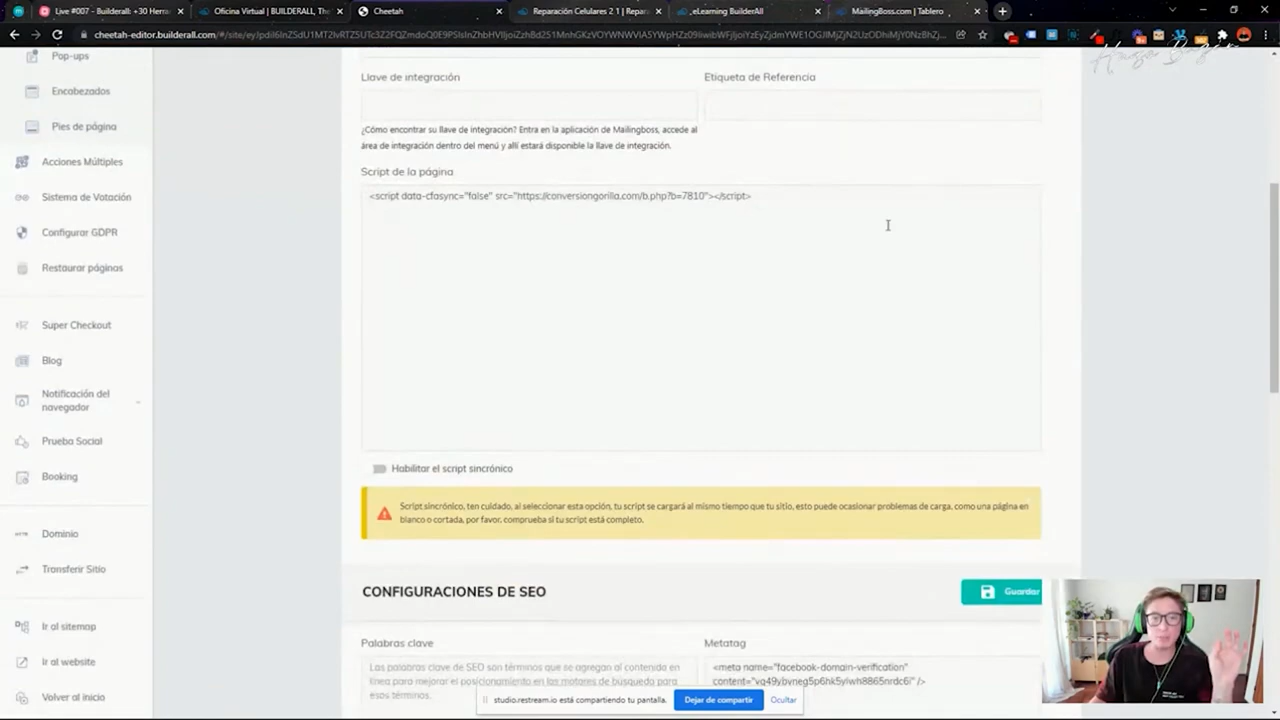 Live #007 - Builderall: +30 Herra
Oficina Virtual | BUILDERALL, The
Cheetah
Reparación Celulares 2 1 | Repara
eLearning BuilderAll
MailingBoss.com | Tablero
Pop-ups
Encabezados
Pies de página
Acciones Múltiples
Sistema de Votación
Configurar GDPR
Restaurar páginas
Super Checkout
Blog
Notificación del
navegador
Prueba Social
Booking
Dominio
Transferir Sitio
Ir al sitemap
Ir al website
Volver al inicio
Llave de integración
Etiqueta de Referencia
¿Cómo encontrar su llave de integración? Entra en la aplicación de Mailingboss, accede al
área de integración dentro del menú y allí estará disponible la llave de integración.
Script de la página
<script data-cfasync="false" src="https://conversiongorilla.com/b.php?b=7810"></script>
Habilitar el script sincrónico
Script sincrónico, ten cuidado, al seleccionar esta opción, tu script se cargará al mismo tiempo que tu sitio, esto puede ocasionar problemas de carga, como una página en
blanco o cortada, por favor, comprueba si tu script está completo.
CONFIGURACIONES DE SEO
Guardar
Palabras clave
Metatag
Las palabras clave de SEO son términos que se agregan al contenido en
línea para mejorar el posicionamiento en los motores de búsqueda para
esos términos.
<meta name="facebook-domain-verification"
studio.restream.io está compartiendo tu pantalla.
Dejar de compartir
Ocultar